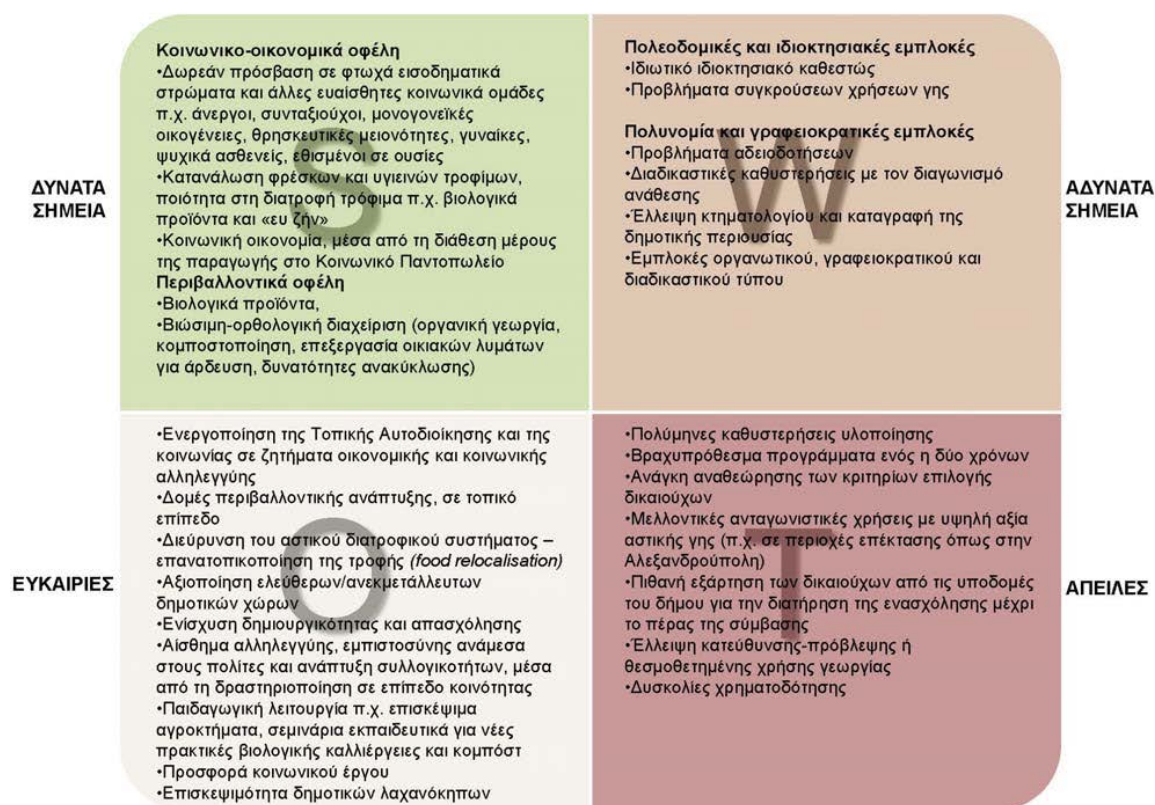 ΔΥΝΑΤΑ
ΣΗΜΕΙΑ
S
Κοινωνικο-οικονομικά οφέλη
•Δωρεάν πρόσβαση σε φτωχά εισοδηματικά
στρώματα και άλλες ευαίσθητες κοινωνικά ομάδες
π.χ. άνεργοι, συνταξιούχοι, μονογονεϊκές
οικογένειες, θρησκευτικές μειονότητες, γυναίκες,
ψυχικά ασθενείς, εθισμένοι σε ουσίες
•Κατανάλωση φρέσκων και υγιεινών τροφίμων,
ποιότητα στη διατροφή τρόφιμα π.χ. βιολογικά
προϊόντα και «ευ ζήν»
•Κοινωνική οικονομία, μέσα από τη διάθεση μέρους
της παραγωγής στο Κοινωνικό Παντοπωλείο
Περιβαλλοντικά οφέλη
•Βιολογικά προϊόντα,
•Βιώσιμη-ορθολογική διαχείριση (οργανική γεωργία,
κομποστοποίηση, επεξεργασία οικιακών λυμάτων
για άρδευση, δυνατότητες ανακύκλωσης)
ΑΔΥΝΑΤΑ
ΣΗΜΕΙΑ
W
Πολεοδομικές και ιδιοκτησιακές εμπλοκές
•Ιδιωτικό ιδιοκτησιακό καθεστώς
•Προβλήματα συγκρούσεων χρήσεων γης
Πολυνομία και γραφειοκρατικές εμπλοκές
•Προβλήματα αδειοδοτήσεων
•Διαδικαστικές καθυστερήσεις με τον διαγωνισμό
ανάθεσης
•Έλλειψη κτηματολογίου και καταγραφή της
δημοτικής περιουσίας
•Εμπλοκές οργανωτικού, γραφειοκρατικού και
διαδικαστικού τύπου
ΕΥΚΑΙΡΙΕΣ
O
•Ενεργοποίηση της Τοπικής Αυτοδιοίκησης και της
κοινωνίας σε ζητήματα οικονομικής και κοινωνικής
αλληλεγγύης
•Δομές περιβαλλοντικής ανάπτυξης, σε τοπικό
επίπεδο
•Διεύρυνση του αστικού διατροφικού συστήματος –
επανατοπικοποίηση της τροφής (food relocalisation)
•Αξιοποίηση ελεύθερων/ανεκμετάλλευτων
δημοτικών χώρων
•Ενίσχυση δημιουργικότητας και απασχόλησης
•Αίσθημα αλληλεγγύης, εμπιστοσύνης ανάμεσα
στους πολίτες και ανάπτυξη συλλογικοτήτων, μέσα
από τη δραστηριοποίηση σε επίπεδο κοινότητας
•Παιδαγωγική λειτουργία π.χ. επισκέψιμα
αγροκτήματα, σεμινάρια εκπαιδευτικά για νέες
πρακτικές βιολογικής καλλιέργειες και κομπόστ
•Προσφορά κοινωνικού έργου
•Επισκεψιμότητα δημοτικών λαχανόκηπων
ΑΠΕΙΛΕΣ
T
•Πολύμηνες καθυστερήσεις υλοποίησης
•Βραχυπρόθεσμα προγράμματα ενός η δύο χρόνων
•Ανάγκη αναθεώρησης των κριτηρίων επιλογής
δικαιούχων
•Μελλοντικές ανταγωνιστικές χρήσεις με υψηλή αξία
αστικής γης (π.χ. σε περιοχές επέκτασης όπως στην
Αλεξανδρούπολη)
•Πιθανή εξάρτηση των δικαιούχων από τις υποδομές
του δήμου για την διατήρηση της ενασχόλησης μέχρι
το πέρας της σύμβασης
•Έλλειψη κατεύθυνσης-πρόβλεψης ή
θεσμοθετημένης χρήσης γεωργίας
•Δυσκολίες χρηματοδότησης